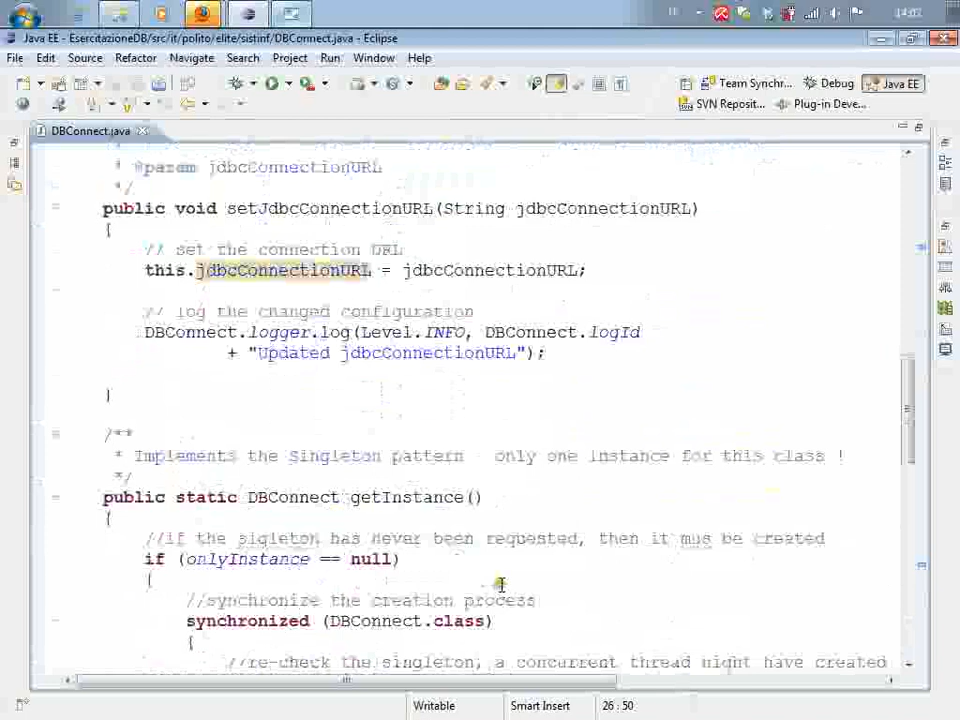 14:02
Java EE - EsercitazioneDB/src/it/polito/elite/sistinf/DBConnect.java - Eclipse
File Edit Source Refactor Navigate Search Project Run Window Help
Team Synchr... Debug Java EE
SVN Reposit... Plug-in Deve...
DBConnect.java
* @param jdbcConnectionURL
*/
public void setJdbcConnectionURL(String jdbcConnectionURL)
{
// set the connection URL
this.jdbcConnectionURL = jdbcConnectionURL;
// log the changed configuration
DBConnect.logger.log(Level.INFO, DBConnect.logId
+ "Updated jdbcConnectionURL");
}
/**
* Implements the Singleton pattern - only one instance for this class !
*/
public static DBConnect getInstance()
{
//if the sigleton has never been requested, then it mus be created
if (onlyInstance == null)
{
//synchronize the creation process
synchronized (DBConnect.class)
{
//re-check the singleton, a concurrent thread might have created
Writable Smart Insert 26 : 50